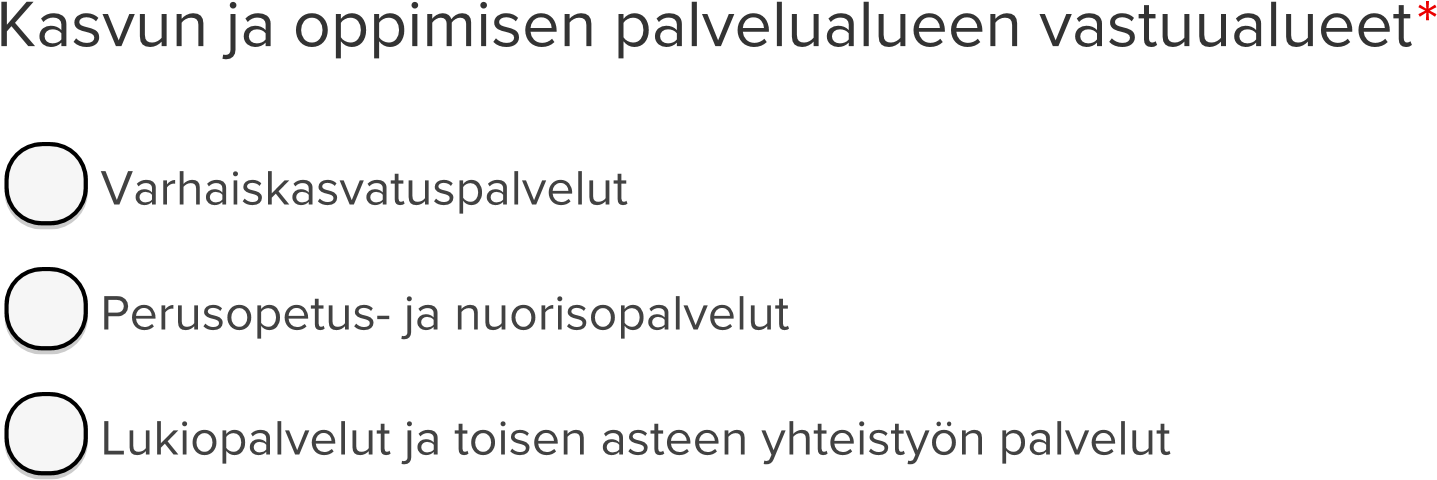 Kasvun ja oppimisen palvelualueen vastuualueet*
Varhaiskasvatuspalvelut
Perusopetus- ja nuorisopalvelut
Lukiopalvelut ja toisen asteen yhteistyön palvelut